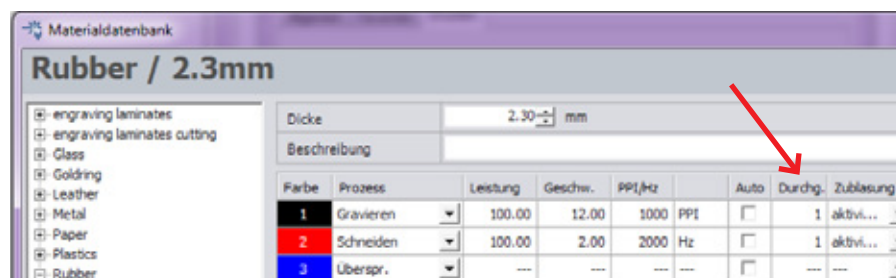 Materialdatenbank
Rubber / 2.3mm
engraving laminates
engraving laminates cutting
Glass
Goldring
Leather
Metal
Paper
Plastics
Rubber
Dicke 2.30 mm
Beschreibung
Farbe Prozess Leistung Geschw. PPI/Hz Auto Durchg. Zublasung
1 Gravieren 100.00 12.00 1000 PPI 1 aktivi...
2 Schneiden 100.00 2.00 2000 Hz 1 aktivi...
3 Überspr. --- --- --- --- --- ---